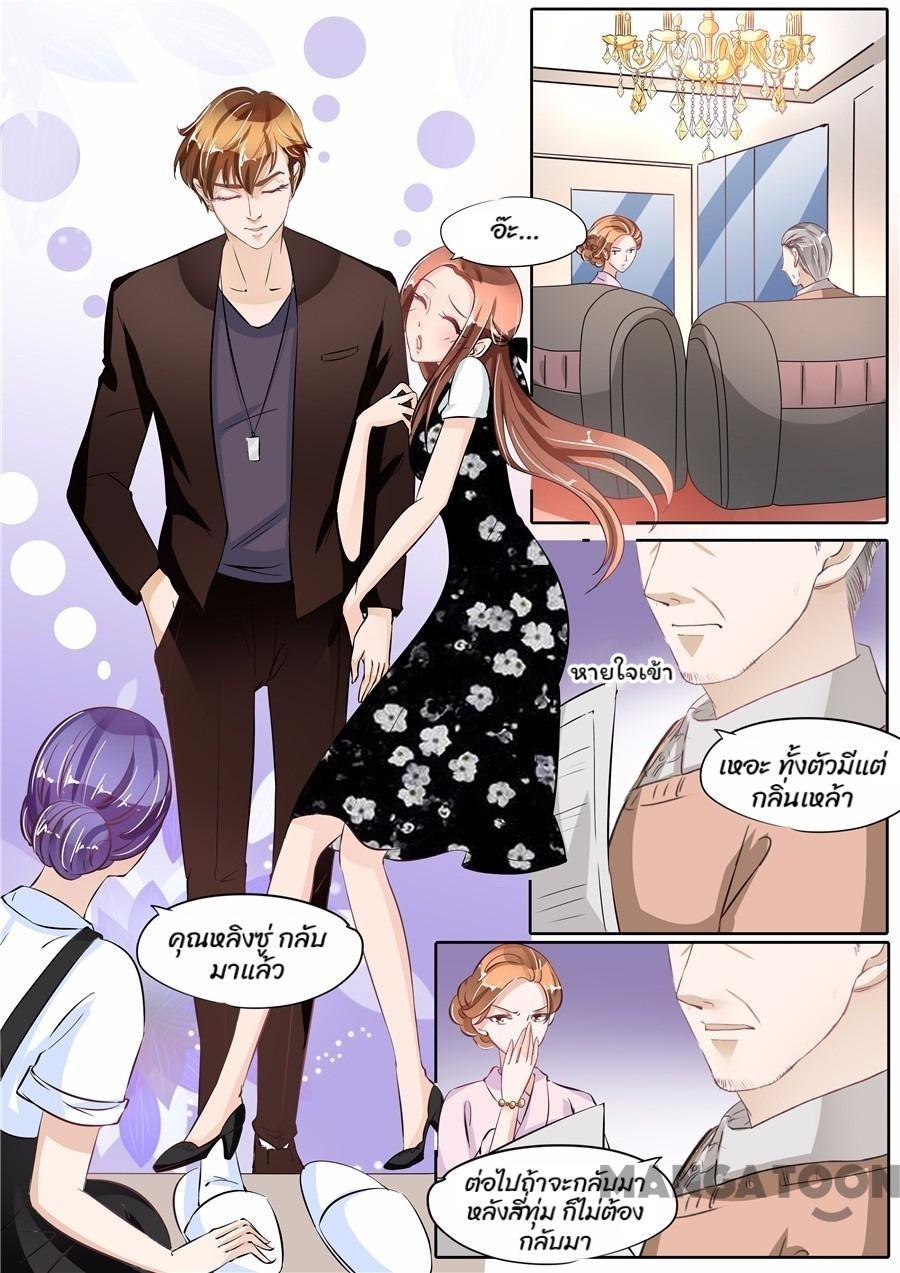 อ๊ะ...
หายใจเข้า
เหอะ ทั้งตัวมีแต่
กลิ่นเหล้า
คุณหลิงซู่ กลับ
มาแล้ว
ต่อไปถ้าจะกลับมา
หลังสี่ทุ่ม ก็ไม่ต้อง
กลับมา
MANGATOON